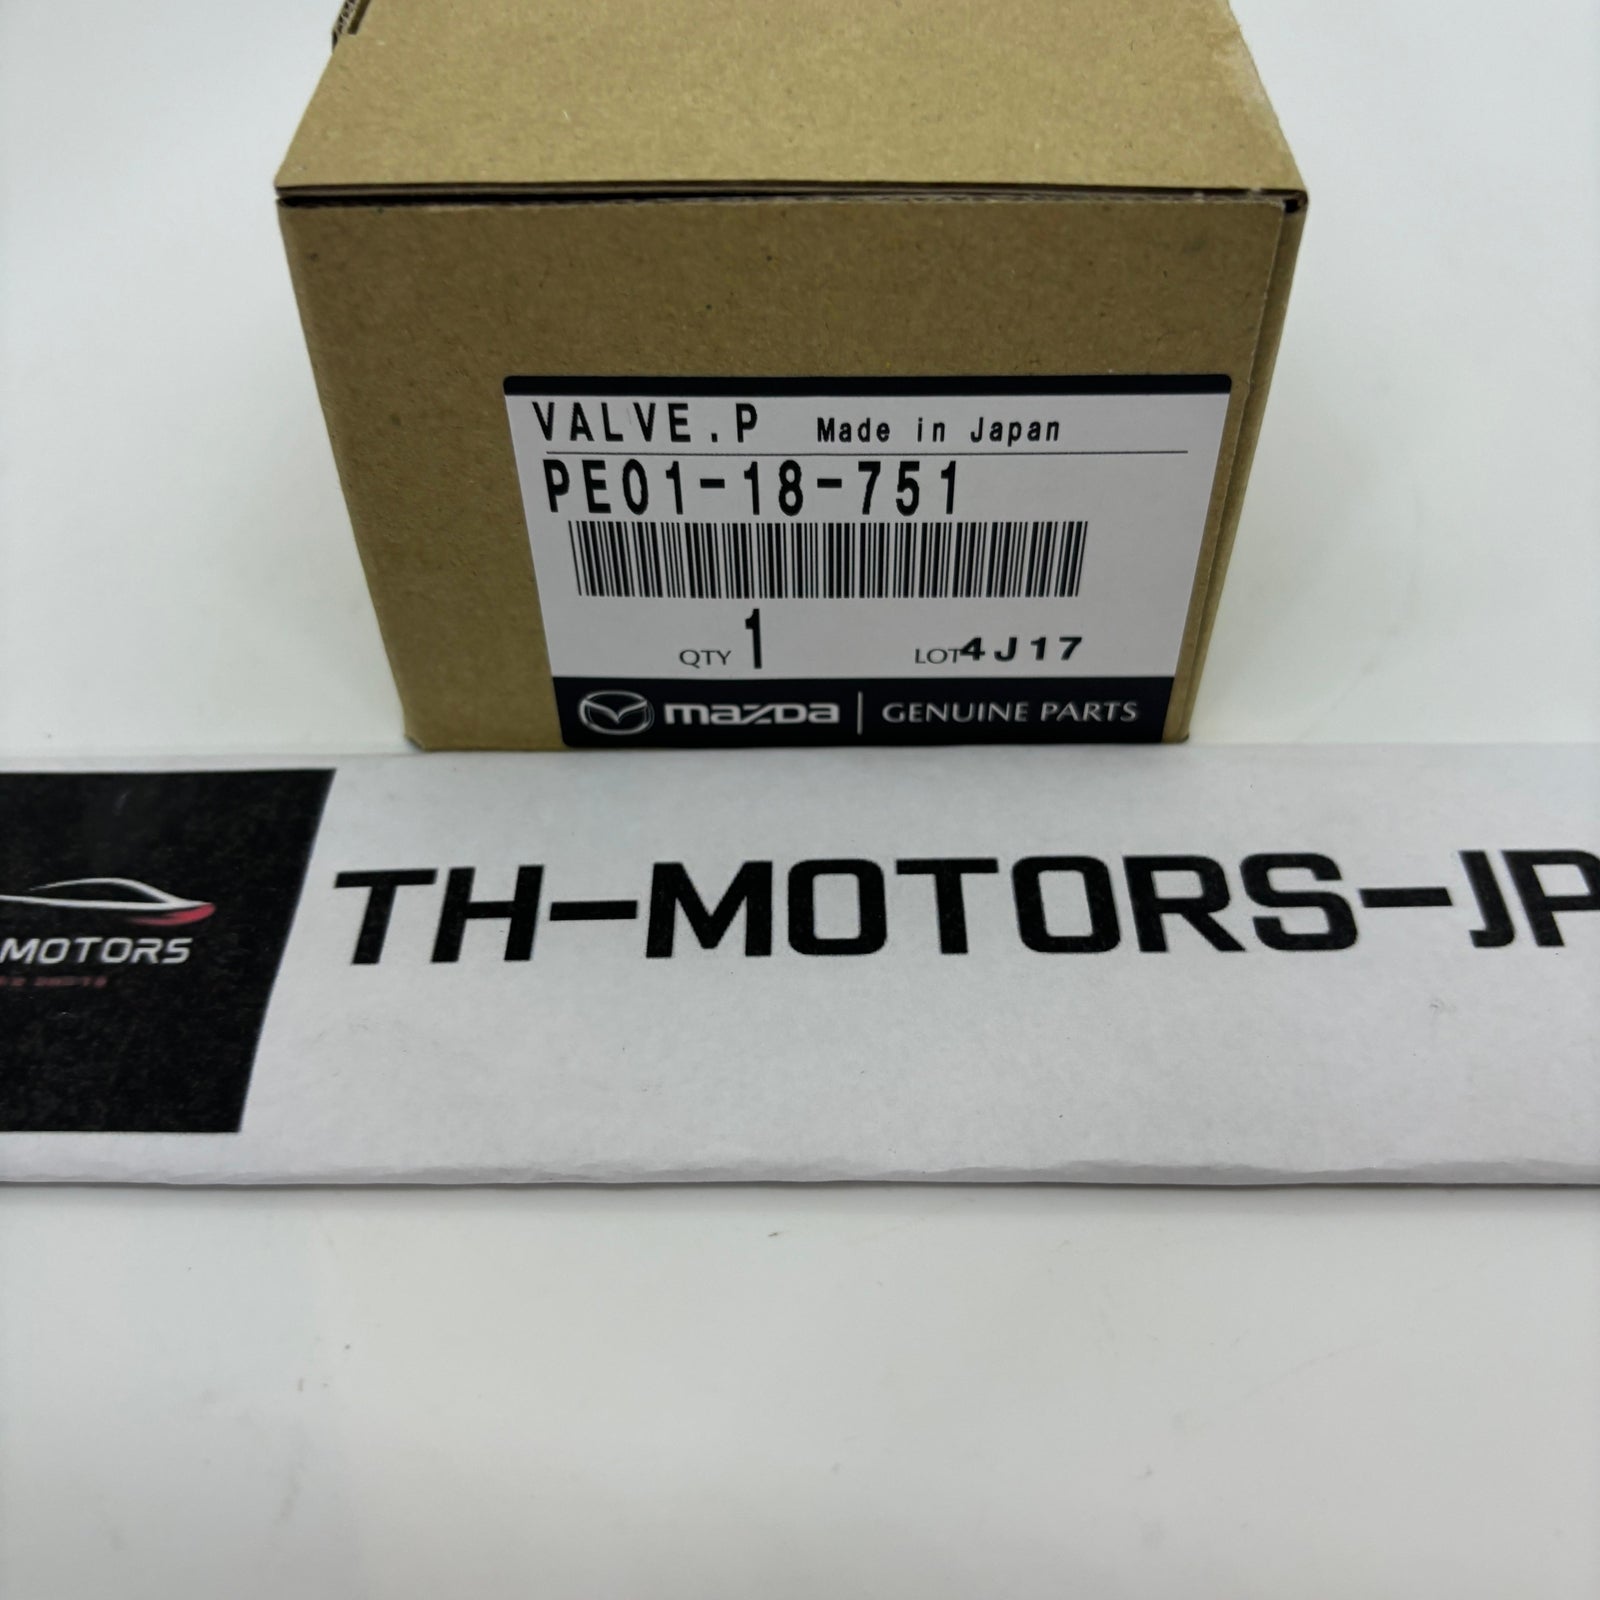 VALVE.P Made in Japan
PE01-18-751
QTY 1 LOT 4J17
mazda GENUINE PARTS
TH-MOTORS-JP
MOTORS